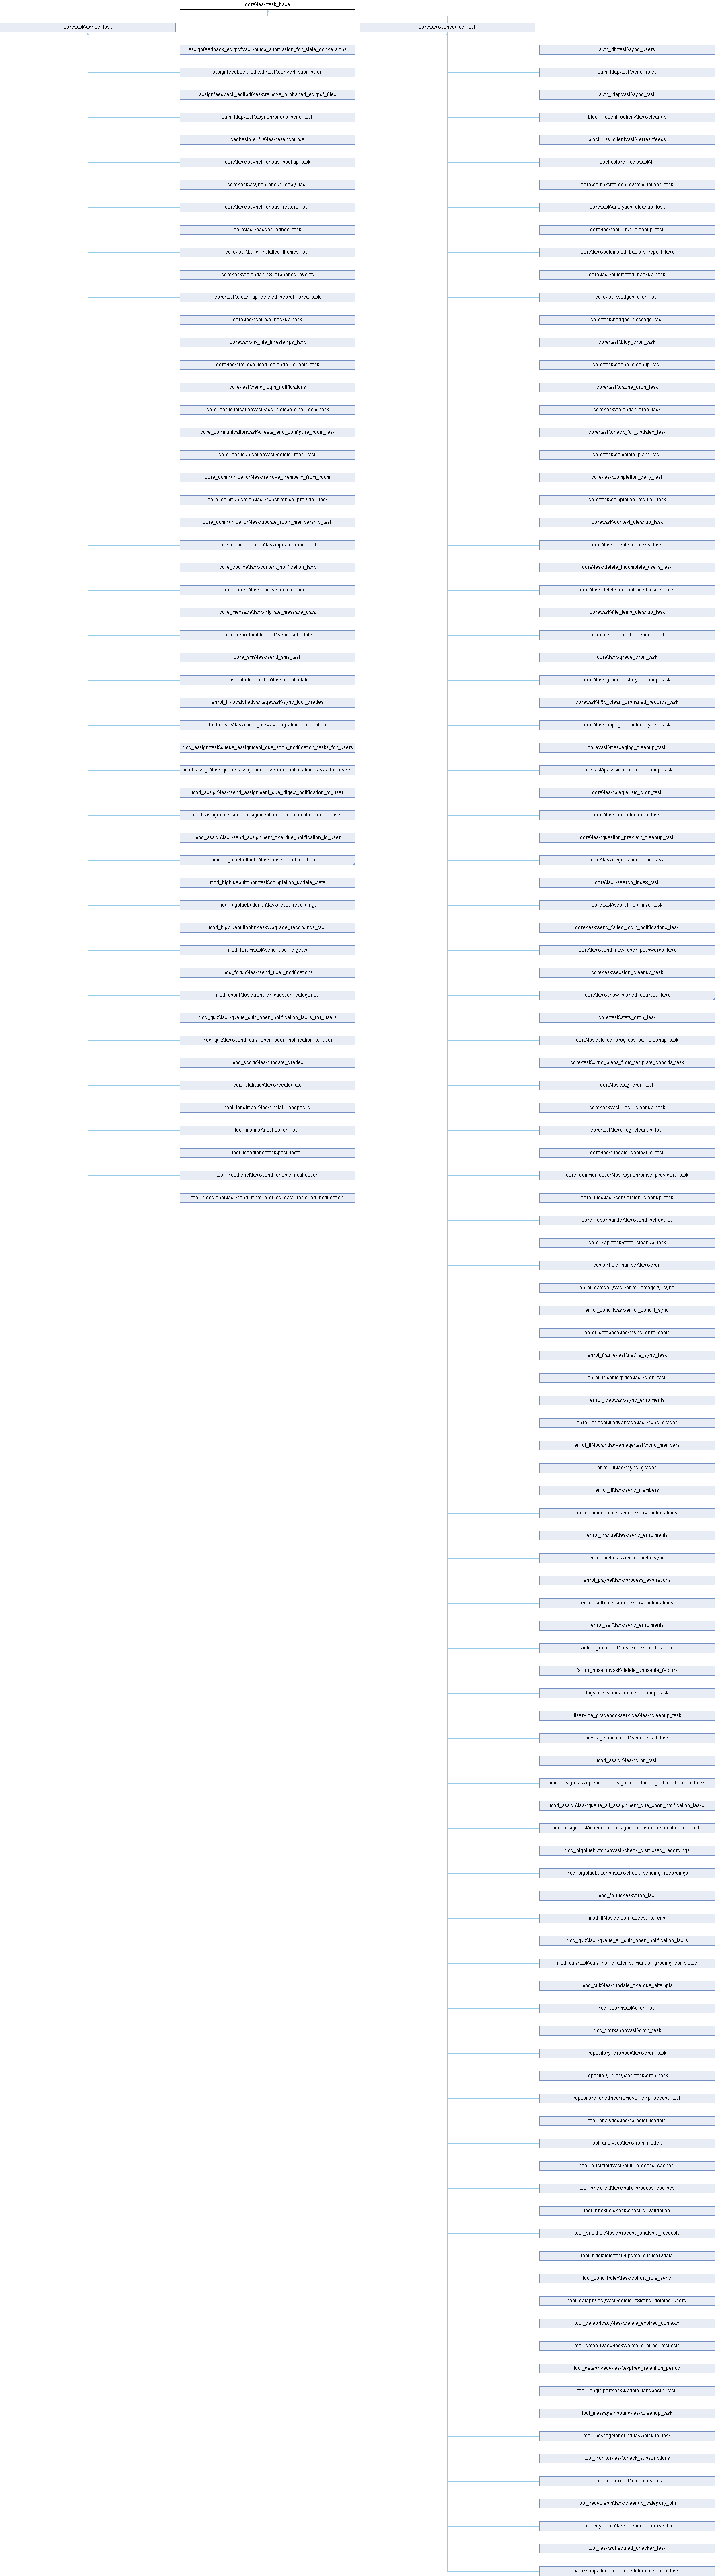 core\task\task_base
core\task\adhoc_task
core\task\scheduled_task
assignfeedback_editpdf\task\bump_submission_for_stale_conversions
assignfeedback_editpdf\task\convert_submission
assignfeedback_editpdf\task\remove_orphaned_editpdf_files
auth_ldap\task\asynchronous_sync_task
cachestore_file\task\asyncpurge
core\task\asynchronous_backup_task
core\task\asynchronous_copy_task
core\task\asynchronous_restore_task
core\task\badges_adhoc_task
core\task\build_installed_themes_task
core\task\calendar_fix_orphaned_events
core\task\clean_up_deleted_search_area_task
core\task\course_backup_task
core\task\fix_file_timestamps_task
core\task\refresh_mod_calendar_events_task
core\task\send_login_notifications
core_communication\task\add_members_to_room_task
core_communication\task\create_and_configure_room_task
core_communication\task\delete_room_task
core_communication\task\remove_members_from_room
core_communication\task\synchronise_provider_task
core_communication\task\update_room_membership_task
core_communication\task\update_room_task
core_course\task\content_notification_task
core_course\task\course_delete_modules
core_message\task\migrate_message_data
core_reportbuilder\task\send_schedule
core_sms\task\send_sms_task
customfield_number\task\recalculate
enrol_lti\local\ltiadvantage\task\sync_tool_grades
factor_sms\task\sms_gateway_migration_notification
mod_assign\task\queue_assignment_due_soon_notification_tasks_for_users
mod_assign\task\queue_assignment_overdue_notification_tasks_for_users
mod_assign\task\send_assignment_due_digest_notification_to_user
mod_assign\task\send_assignment_due_soon_notification_to_user
mod_assign\task\send_assignment_overdue_notification_to_user
mod_bigbluebuttonbn\task\base_send_notification
mod_bigbluebuttonbn\task\completion_update_state
mod_bigbluebuttonbn\task\reset_recordings
mod_bigbluebuttonbn\task\upgrade_recordings_task
mod_forum\task\send_user_digests
mod_forum\task\send_user_notifications
mod_qbank\task\transfer_question_categories
mod_quiz\task\queue_quiz_open_notification_tasks_for_users
mod_quiz\task\send_quiz_open_soon_notification_to_user
mod_scorm\task\update_grades
quiz_statistics\task\recalculate
tool_langimport\task\install_langpacks
tool_monitor\notification_task
tool_moodlenet\task\post_install
tool_moodlenet\task\send_enable_notification
tool_moodlenet\task\send_mnet_profiles_data_removed_notification
auth_db\task\sync_users
auth_ldap\task\sync_roles
auth_ldap\task\sync_task
block_recent_activity\task\cleanup
block_rss_client\task\refreshfeeds
cachestore_redis\task\ttl
core\oauth2\refresh_system_tokens_task
core\task\analytics_cleanup_task
core\task\antivirus_cleanup_task
core\task\automated_backup_report_task
core\task\automated_backup_task
core\task\badges_cron_task
core\task\badges_message_task
core\task\blog_cron_task
core\task\cache_cleanup_task
core\task\cache_cron_task
core\task\calendar_cron_task
core\task\check_for_updates_task
core\task\complete_plans_task
core\task\completion_daily_task
core\task\completion_regular_task
core\task\context_cleanup_task
core\task\create_contexts_task
core\task\delete_incomplete_users_task
core\task\delete_unconfirmed_users_task
core\task\file_temp_cleanup_task
core\task\file_trash_cleanup_task
core\task\grade_cron_task
core\task\grade_history_cleanup_task
core\task\h5p_clean_orphaned_records_task
core\task\h5p_get_content_types_task
core\task\messaging_cleanup_task
core\task\password_reset_cleanup_task
core\task\plagiarism_cron_task
core\task\portfolio_cron_task
core\task\question_preview_cleanup_task
core\task\registration_cron_task
core\task\search_index_task
core\task\search_optimize_task
core\task\send_failed_login_notifications_task
core\task\send_new_user_passwords_task
core\task\session_cleanup_task
core\task\show_started_courses_task
core\task\stats_cron_task
core\task\stored_progress_bar_cleanup_task
core\task\sync_plans_from_template_cohorts_task
core\task\tag_cron_task
core\task\task_lock_cleanup_task
core\task\task_log_cleanup_task
core\task\update_geoip2file_task
core_communication\task\synchronise_providers_task
core_files\task\conversion_cleanup_task
core_reportbuilder\task\send_schedules
core_xapi\task\state_cleanup_task
customfield_number\task\cron
enrol_category\task\enrol_category_sync
enrol_cohort\task\enrol_cohort_sync
enrol_database\task\sync_enrolments
enrol_flatfile\task\flatfile_sync_task
enrol_imsenterprise\task\cron_task
enrol_ldap\task\sync_enrolments
enrol_lti\local\ltiadvantage\task\sync_grades
enrol_lti\local\ltiadvantage\task\sync_members
enrol_lti\task\sync_grades
enrol_lti\task\sync_members
enrol_manual\task\send_expiry_notifications
enrol_manual\task\sync_enrolments
enrol_meta\task\enrol_meta_sync
enrol_paypal\task\process_expirations
enrol_self\task\send_expiry_notifications
enrol_self\task\sync_enrolments
factor_grace\task\revoke_expired_factors
factor_nosetup\task\delete_unusable_factors
logstore_standard\task\cleanup_task
ltiservice_gradebookservices\task\cleanup_task
message_email\task\send_email_task
mod_assign\task\cron_task
mod_assign\task\queue_all_assignment_due_digest_notification_tasks
mod_assign\task\queue_all_assignment_due_soon_notification_tasks
mod_assign\task\queue_all_assignment_overdue_notification_tasks
mod_bigbluebuttonbn\task\check_dismissed_recordings
mod_bigbluebuttonbn\task\check_pending_recordings
mod_forum\task\cron_task
mod_lti\task\clean_access_tokens
mod_quiz\task\queue_all_quiz_open_notification_tasks
mod_quiz\task\quiz_notify_attempt_manual_grading_completed
mod_quiz\task\update_overdue_attempts
mod_scorm\task\cron_task
mod_workshop\task\cron_task
repository_dropbox\task\cron_task
repository_filesystem\task\cron_task
repository_onedrive\remove_temp_access_task
tool_analytics\task\predict_models
tool_analytics\task\train_models
tool_brickfield\task\bulk_process_caches
tool_brickfield\task\bulk_process_courses
tool_brickfield\task\checkid_validation
tool_brickfield\task\process_analysis_requests
tool_brickfield\task\update_summarydata
tool_cohortroles\task\cohort_role_sync
tool_dataprivacy\task\delete_existing_deleted_users
tool_dataprivacy\task\delete_expired_contexts
tool_dataprivacy\task\delete_expired_requests
tool_dataprivacy\task\expired_retention_period
tool_langimport\task\update_langpacks_task
tool_messageinbound\task\cleanup_task
tool_messageinbound\task\pickup_task
tool_monitor\task\check_subscriptions
tool_monitor\task\clean_events
tool_recyclebin\task\cleanup_category_bin
tool_recyclebin\task\cleanup_course_bin
tool_task\scheduled_checker_task
workshopallocation_scheduled\task\cron_task